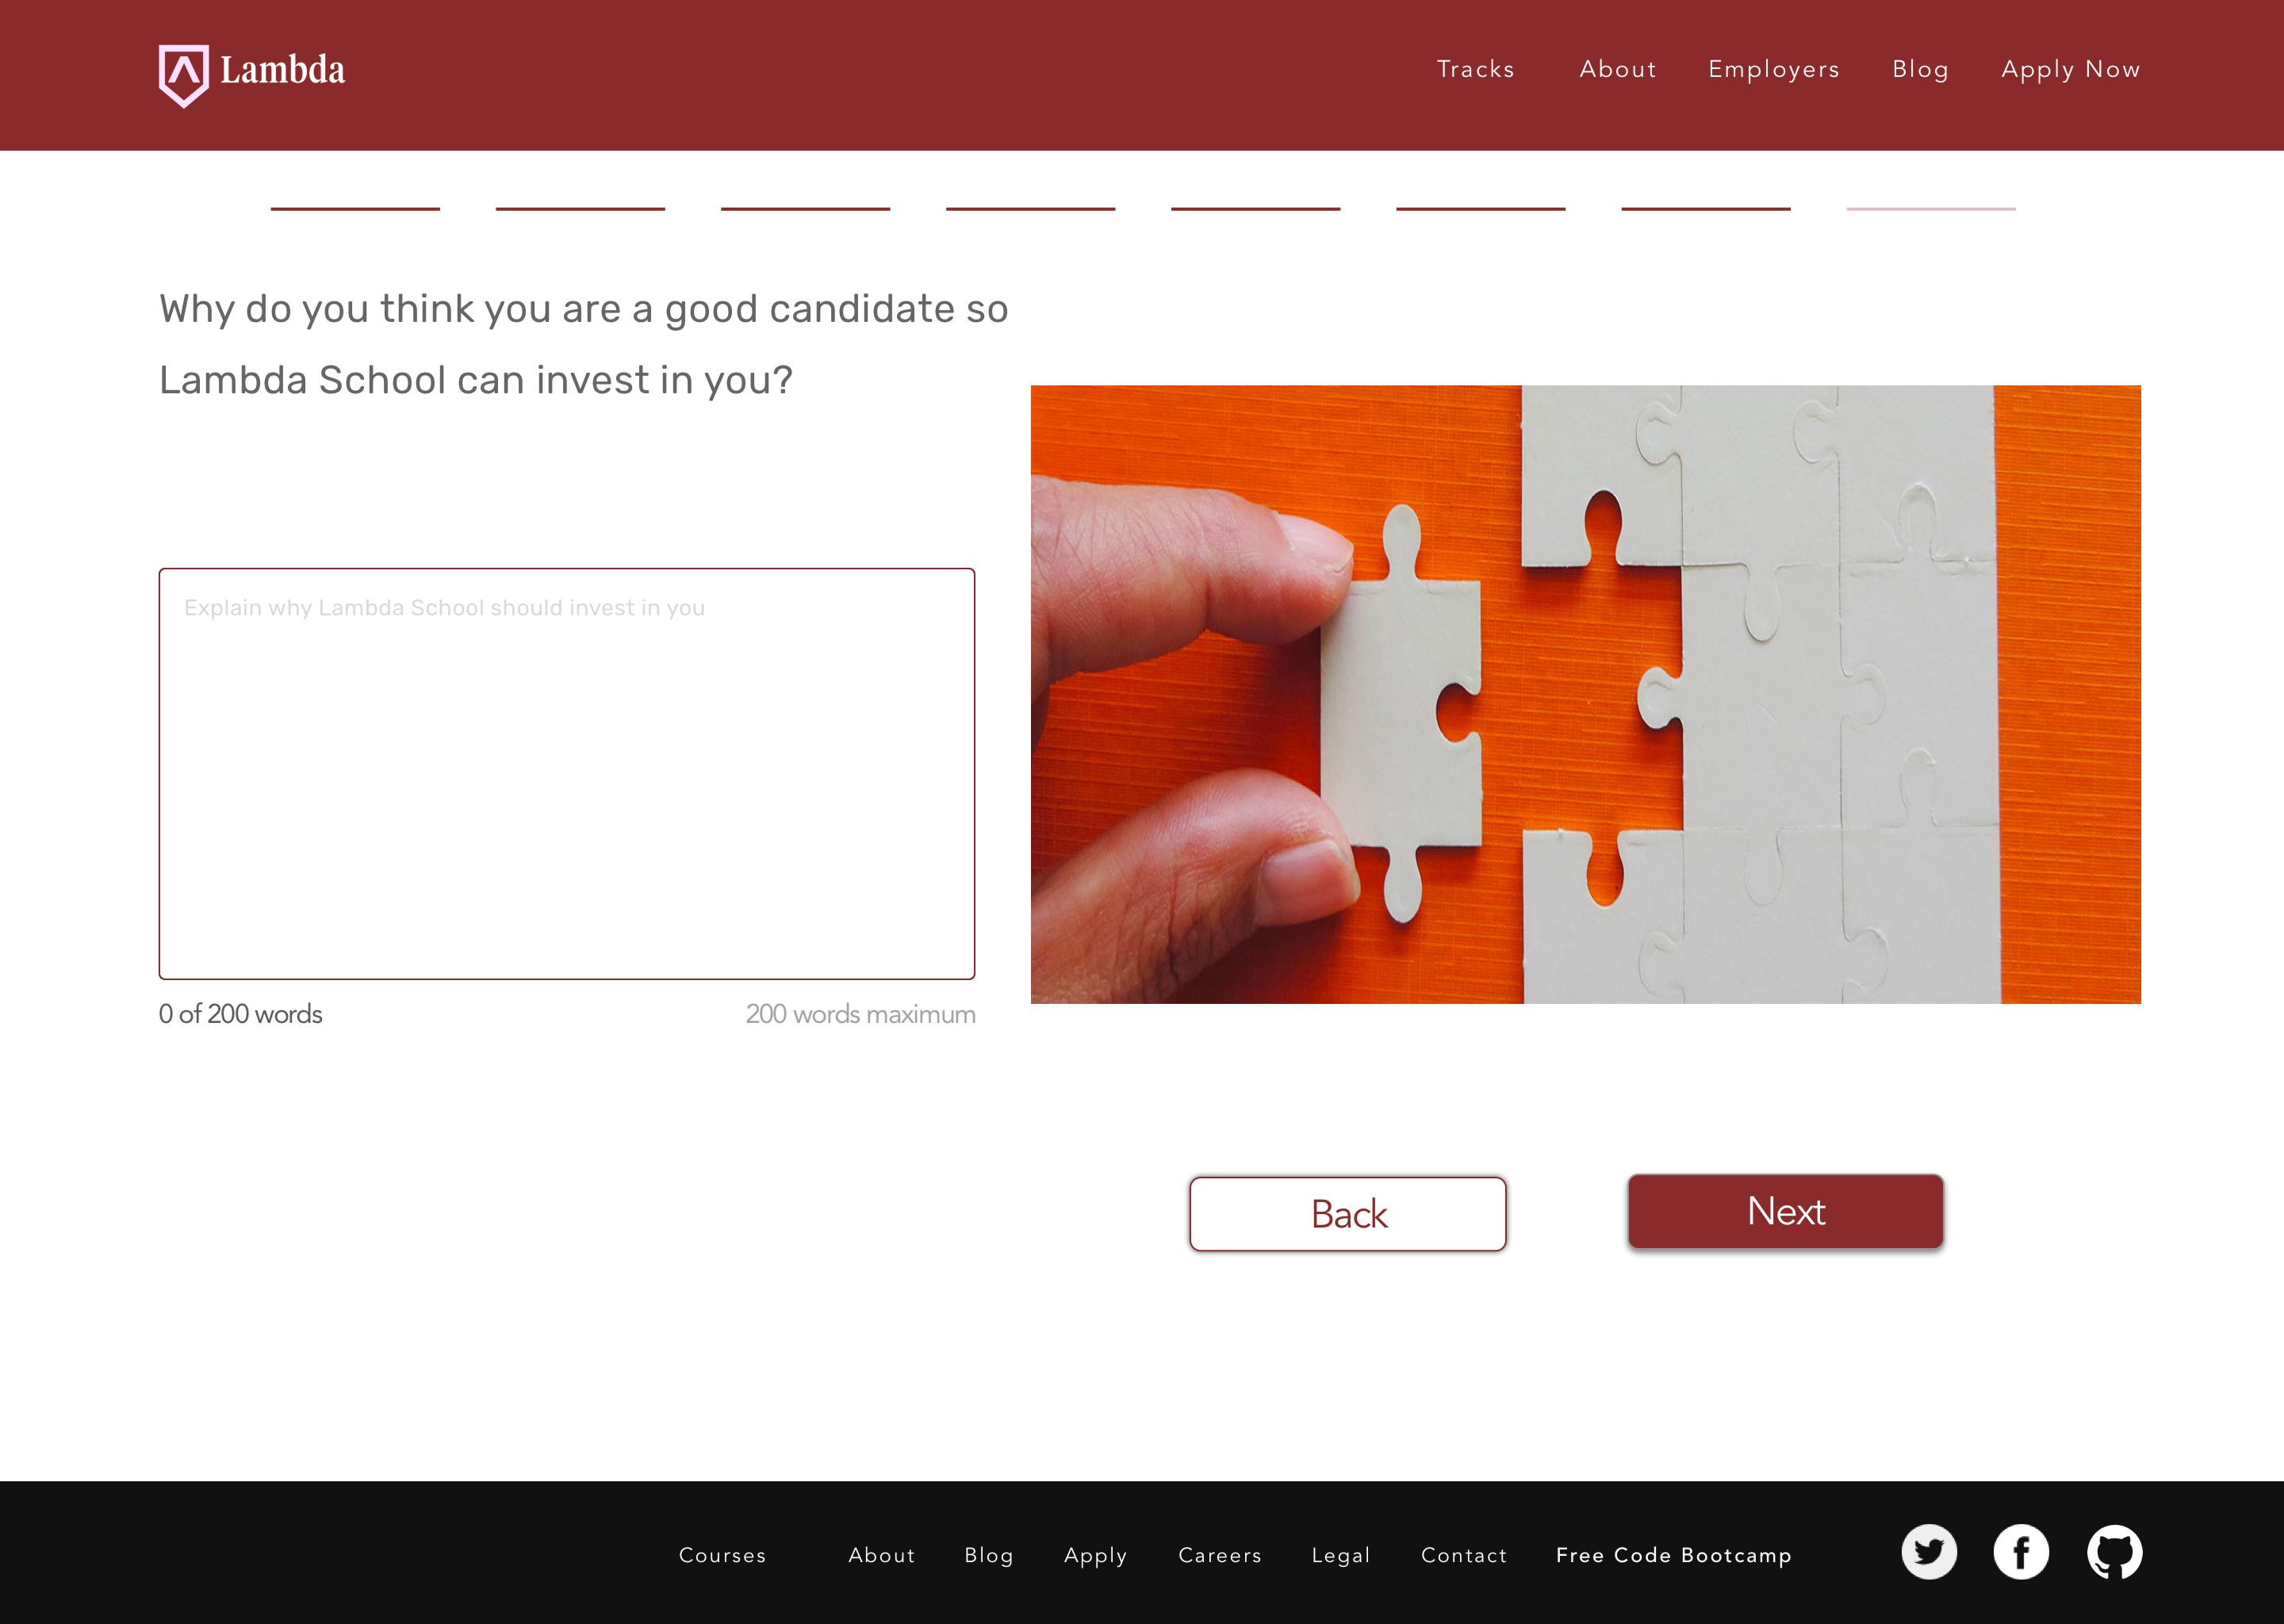 Lambda
Tracks About Employers Blog Apply Now
Why do you think you are a good candidate so
Lambda School can invest in you?
Explain why Lambda School should invest in you
0 of 200 words 200 words maximum
Back Next
Courses About Blog Apply Careers Legal Contact Free Code Bootcamp